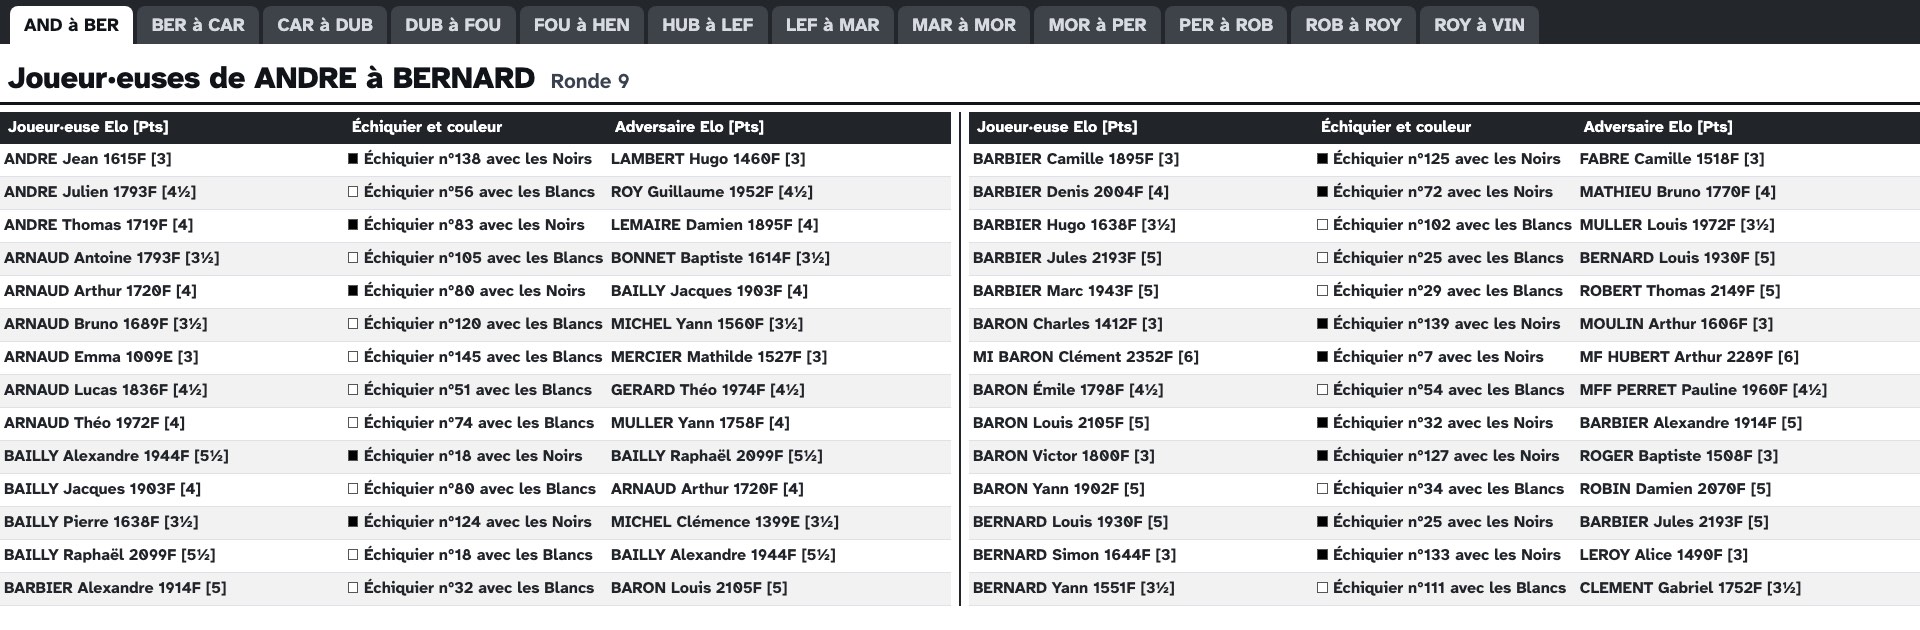 AND à BER BER à CAR CAR à DUB DUB à FOU FOU à HEN HUB à LEF LEF à MAR MAR à MOR MOR à PER PER à ROB ROB à ROY ROY à VIN
Joueur·euses de ANDRE à BERNARD Ronde 9
Joueur·euse Elo [Pts] Échiquier et couleur Adversaire Elo [Pts]
ANDRE Jean 1615F [3] Échiquier n°138 avec les Noirs LAMBERT Hugo 1460F [3]
ANDRE Julien 1793F [4½] Échiquier n°56 avec les Blancs ROY Guillaume 1952F [4½]
ANDRE Thomas 1719F [4] Échiquier n°83 avec les Noirs LEMAIRE Damien 1895F [4]
ARNAUD Antoine 1793F [3½] Échiquier n°105 avec les Blancs BONNET Baptiste 1614F [3½]
ARNAUD Arthur 1720F [4] Échiquier n°80 avec les Noirs BAILLY Jacques 1903F [4]
ARNAUD Bruno 1689F [3½] Échiquier n°120 avec les Blancs MICHEL Yann 1560F [3½]
ARNAUD Emma 1009E [3] Échiquier n°145 avec les Blancs MERCIER Mathilde 1527F [3]
ARNAUD Lucas 1836F [4½] Échiquier n°51 avec les Blancs GERARD Théo 1974F [4½]
ARNAUD Théo 1972F [4] Échiquier n°74 avec les Blancs MULLER Yann 1758F [4]
BAILLY Alexandre 1944F [5½] Échiquier n°18 avec les Noirs BAILLY Raphaël 2099F [5½]
BAILLY Jacques 1903F [4] Échiquier n°80 avec les Blancs ARNAUD Arthur 1720F [4]
BAILLY Pierre 1638F [3½] Échiquier n°124 avec les Noirs MICHEL Clémence 1399E [3½]
BAILLY Raphaël 2099F [5½] Échiquier n°18 avec les Blancs BAILLY Alexandre 1944F [5½]
BARBIER Alexandre 1914F [5] Échiquier n°32 avec les Blancs BARON Louis 2105F [5]
Joueur·euse Elo [Pts] Échiquier et couleur Adversaire Elo [Pts]
BARBIER Camille 1895F [3] Échiquier n°125 avec les Noirs FABRE Camille 1518F [3]
BARBIER Denis 2004F [4] Échiquier n°72 avec les Noirs MATHIEU Bruno 1770F [4]
BARBIER Hugo 1638F [3½] Échiquier n°102 avec les Blancs MULLER Louis 1972F [3½]
BARBIER Jules 2193F [5] Échiquier n°25 avec les Blancs BERNARD Louis 1930F [5]
BARBIER Marc 1943F [5] Échiquier n°29 avec les Blancs ROBERT Thomas 2149F [5]
BARON Charles 1412F [3] Échiquier n°139 avec les Noirs MOULIN Arthur 1606F [3]
MI BARON Clément 2352F [6] Échiquier n°7 avec les Noirs MF HUBERT Arthur 2289F [6]
BARON Émile 1798F [4½] Échiquier n°54 avec les Blancs MFF PERRET Pauline 1960F [4½]
BARON Louis 2105F [5] Échiquier n°32 avec les Noirs BARBIER Alexandre 1914F [5]
BARON Victor 1800F [3] Échiquier n°127 avec les Noirs ROGER Baptiste 1508F [3]
BARON Yann 1902F [5] Échiquier n°34 avec les Blancs ROBIN Damien 2070F [5]
BERNARD Louis 1930F [5] Échiquier n°25 avec les Noirs BARBIER Jules 2193F [5]
BERNARD Simon 1644F [3] Échiquier n°133 avec les Noirs LEROY Alice 1490F [3]
BERNARD Yann 1551F [3½] Échiquier n°111 avec les Blancs CLEMENT Gabriel 1752F [3½]